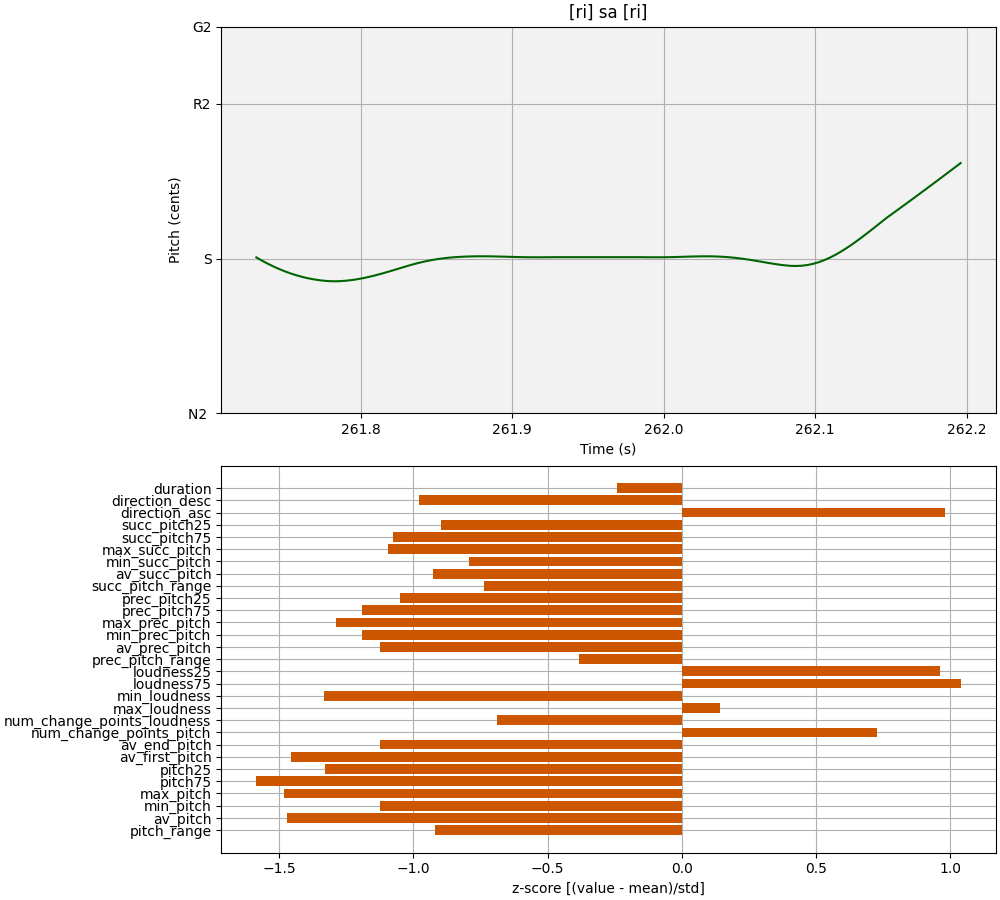 [ri] sa [ri]
G2
R2
S
N2
Pitch (cents)
261.8 261.9 262.0 262.1 262.2
Time (s)
duration
direction_desc
direction_asc
succ_pitch25
succ_pitch75
max_succ_pitch
min_succ_pitch
av_succ_pitch
succ_pitch_range
prec_pitch25
prec_pitch75
max_prec_pitch
min_prec_pitch
av_prec_pitch
prec_pitch_range
loudness25
loudness75
min_loudness
max_loudness
num_change_points_loudness
num_change_points_pitch
av_end_pitch
av_first_pitch
pitch25
pitch75
max_pitch
min_pitch
av_pitch
pitch_range
−1.5 −1.0 −0.5 0.0 0.5 1.0
z-score [(value - mean)/std]